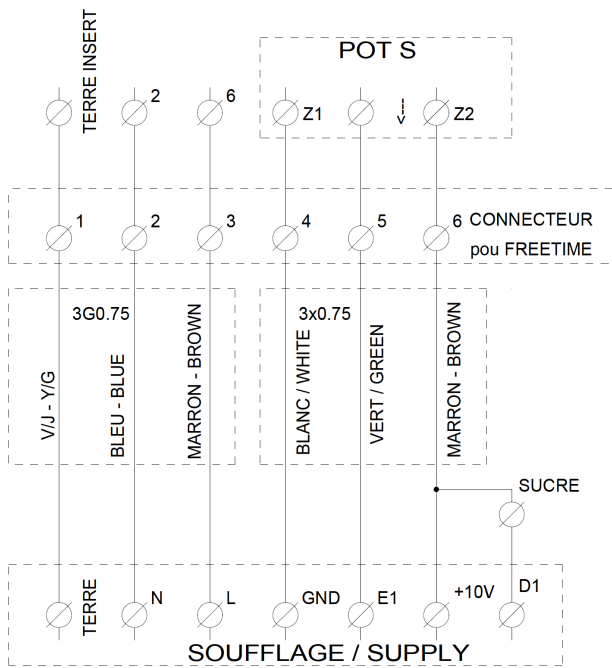 POT S
TERRE INSERT
2
6
Z1
Z2
1
2
3
4
5
6
CONNECTEUR
pou FREETIME
3G0.75
3x0.75
V/J - Y/G
BLEU - BLUE
MARRON - BROWN
BLANC / WHITE
VERT / GREEN
MARRON - BROWN
SUCRE
TERRE
N
L
GND
E1
+10V
D1
SOUFFLAGE / SUPPLY